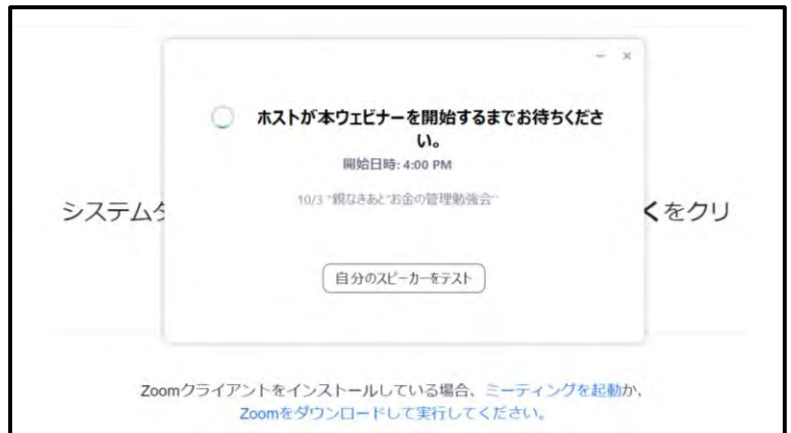 ホストが本ウェビナーを開始するまでお待ちくださ
い。
開始日時: 4:00 PM
10/3 "親なきあと"お金の管理勉強会"
システムダ くをクリ
自分のスピーカーをテスト
Zoomクライアントをインストールしている場合、ミーティングを起動か、
Zoomをダウンロードして実行してください。